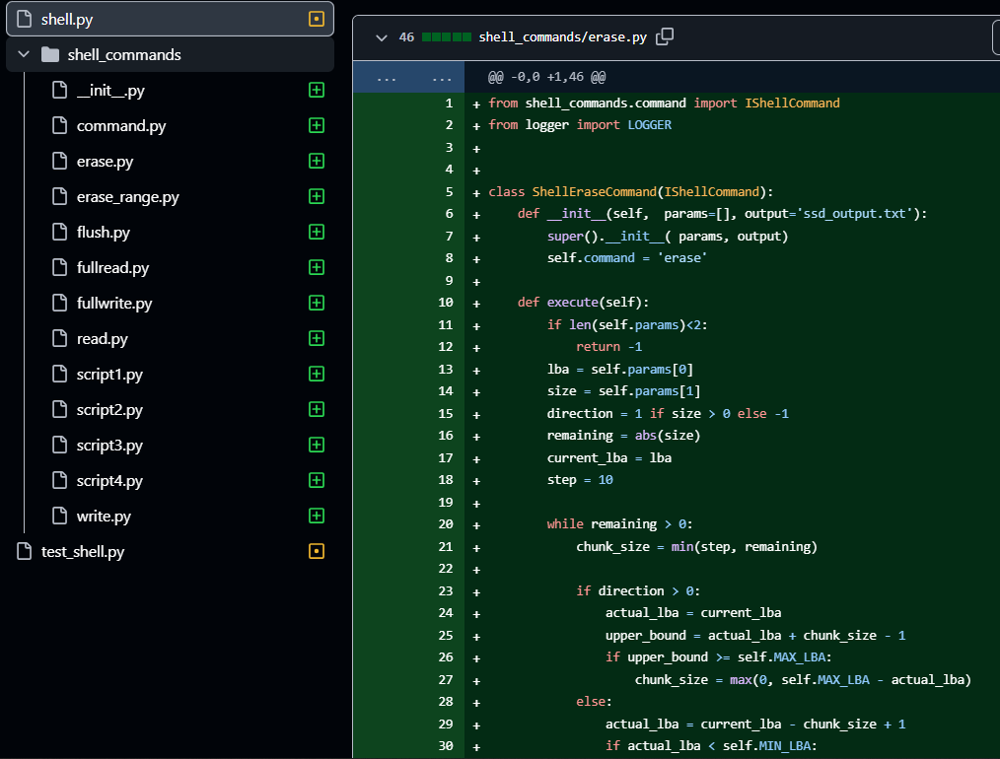 shell.py
shell_commands
__init__.py
command.py
erase.py
erase_range.py
flush.py
fullread.py
fullwrite.py
read.py
script1.py
script2.py
script3.py
script4.py
write.py
test_shell.py
46 shell_commands/erase.py
... ... @@ -0,0 +1,46 @@
1 + from shell_commands.command import IShellCommand
2 + from logger import LOGGER
3 +
4 +
5 + class ShellEraseCommand(IShellCommand):
6 +     def __init__(self,  params=[], output='ssd_output.txt'):
7 +         super().__init__( params, output)
8 +         self.command = 'erase'
9 +
10 +     def execute(self):
11 +         if len(self.params)<2:
12 +             return -1
13 +         lba = self.params[0]
14 +         size = self.params[1]
15 +         direction = 1 if size > 0 else -1
16 +         remaining = abs(size)
17 +         current_lba = lba
18 +         step = 10
19 +
20 +         while remaining > 0:
21 +             chunk_size = min(step, remaining)
22 +
23 +             if direction > 0:
24 +                 actual_lba = current_lba
25 +                 upper_bound = actual_lba + chunk_size - 1
26 +                 if upper_bound >= self.MAX_LBA:
27 +                     chunk_size = max(0, self.MAX_LBA - actual_lba)
28 +             else:
29 +                 actual_lba = current_lba - chunk_size + 1
30 +                 if actual_lba < self.MIN_LBA: